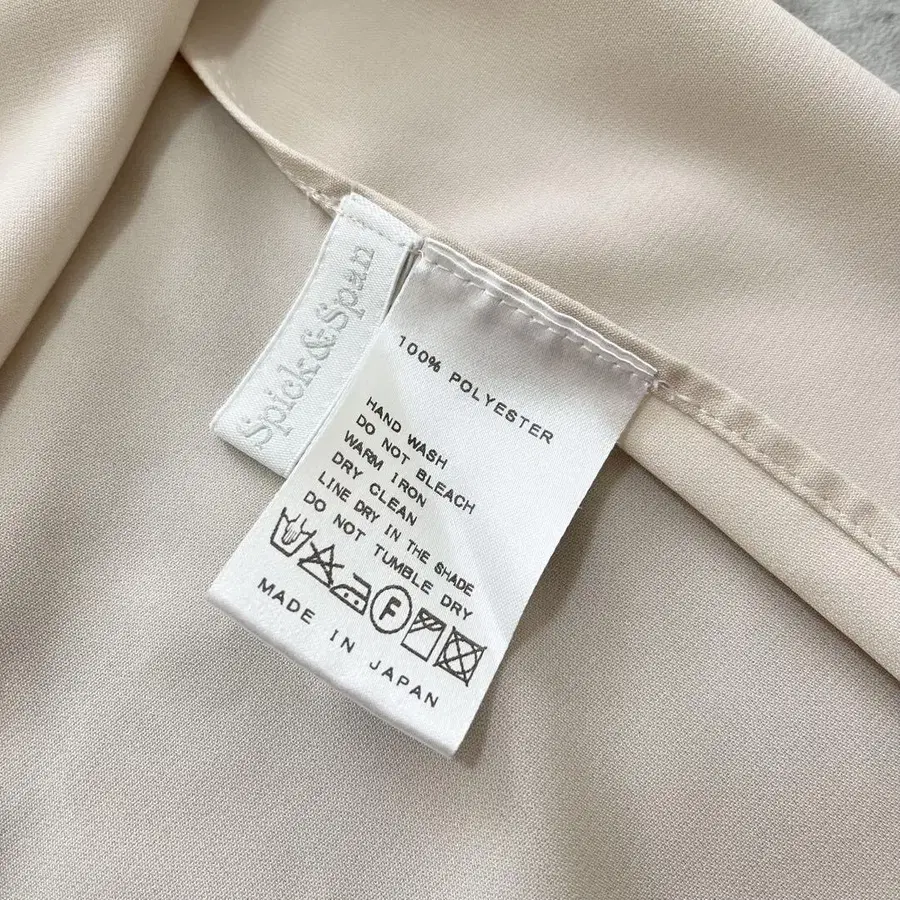 Spick&Span
100% POLYESTER
HAND WASH
DO NOT BLEACH
WARM IRON
DRY CLEAN
LINE DRY IN THE SHADE
DO NOT TUMBLE DRY
F
MADE IN JAPAN